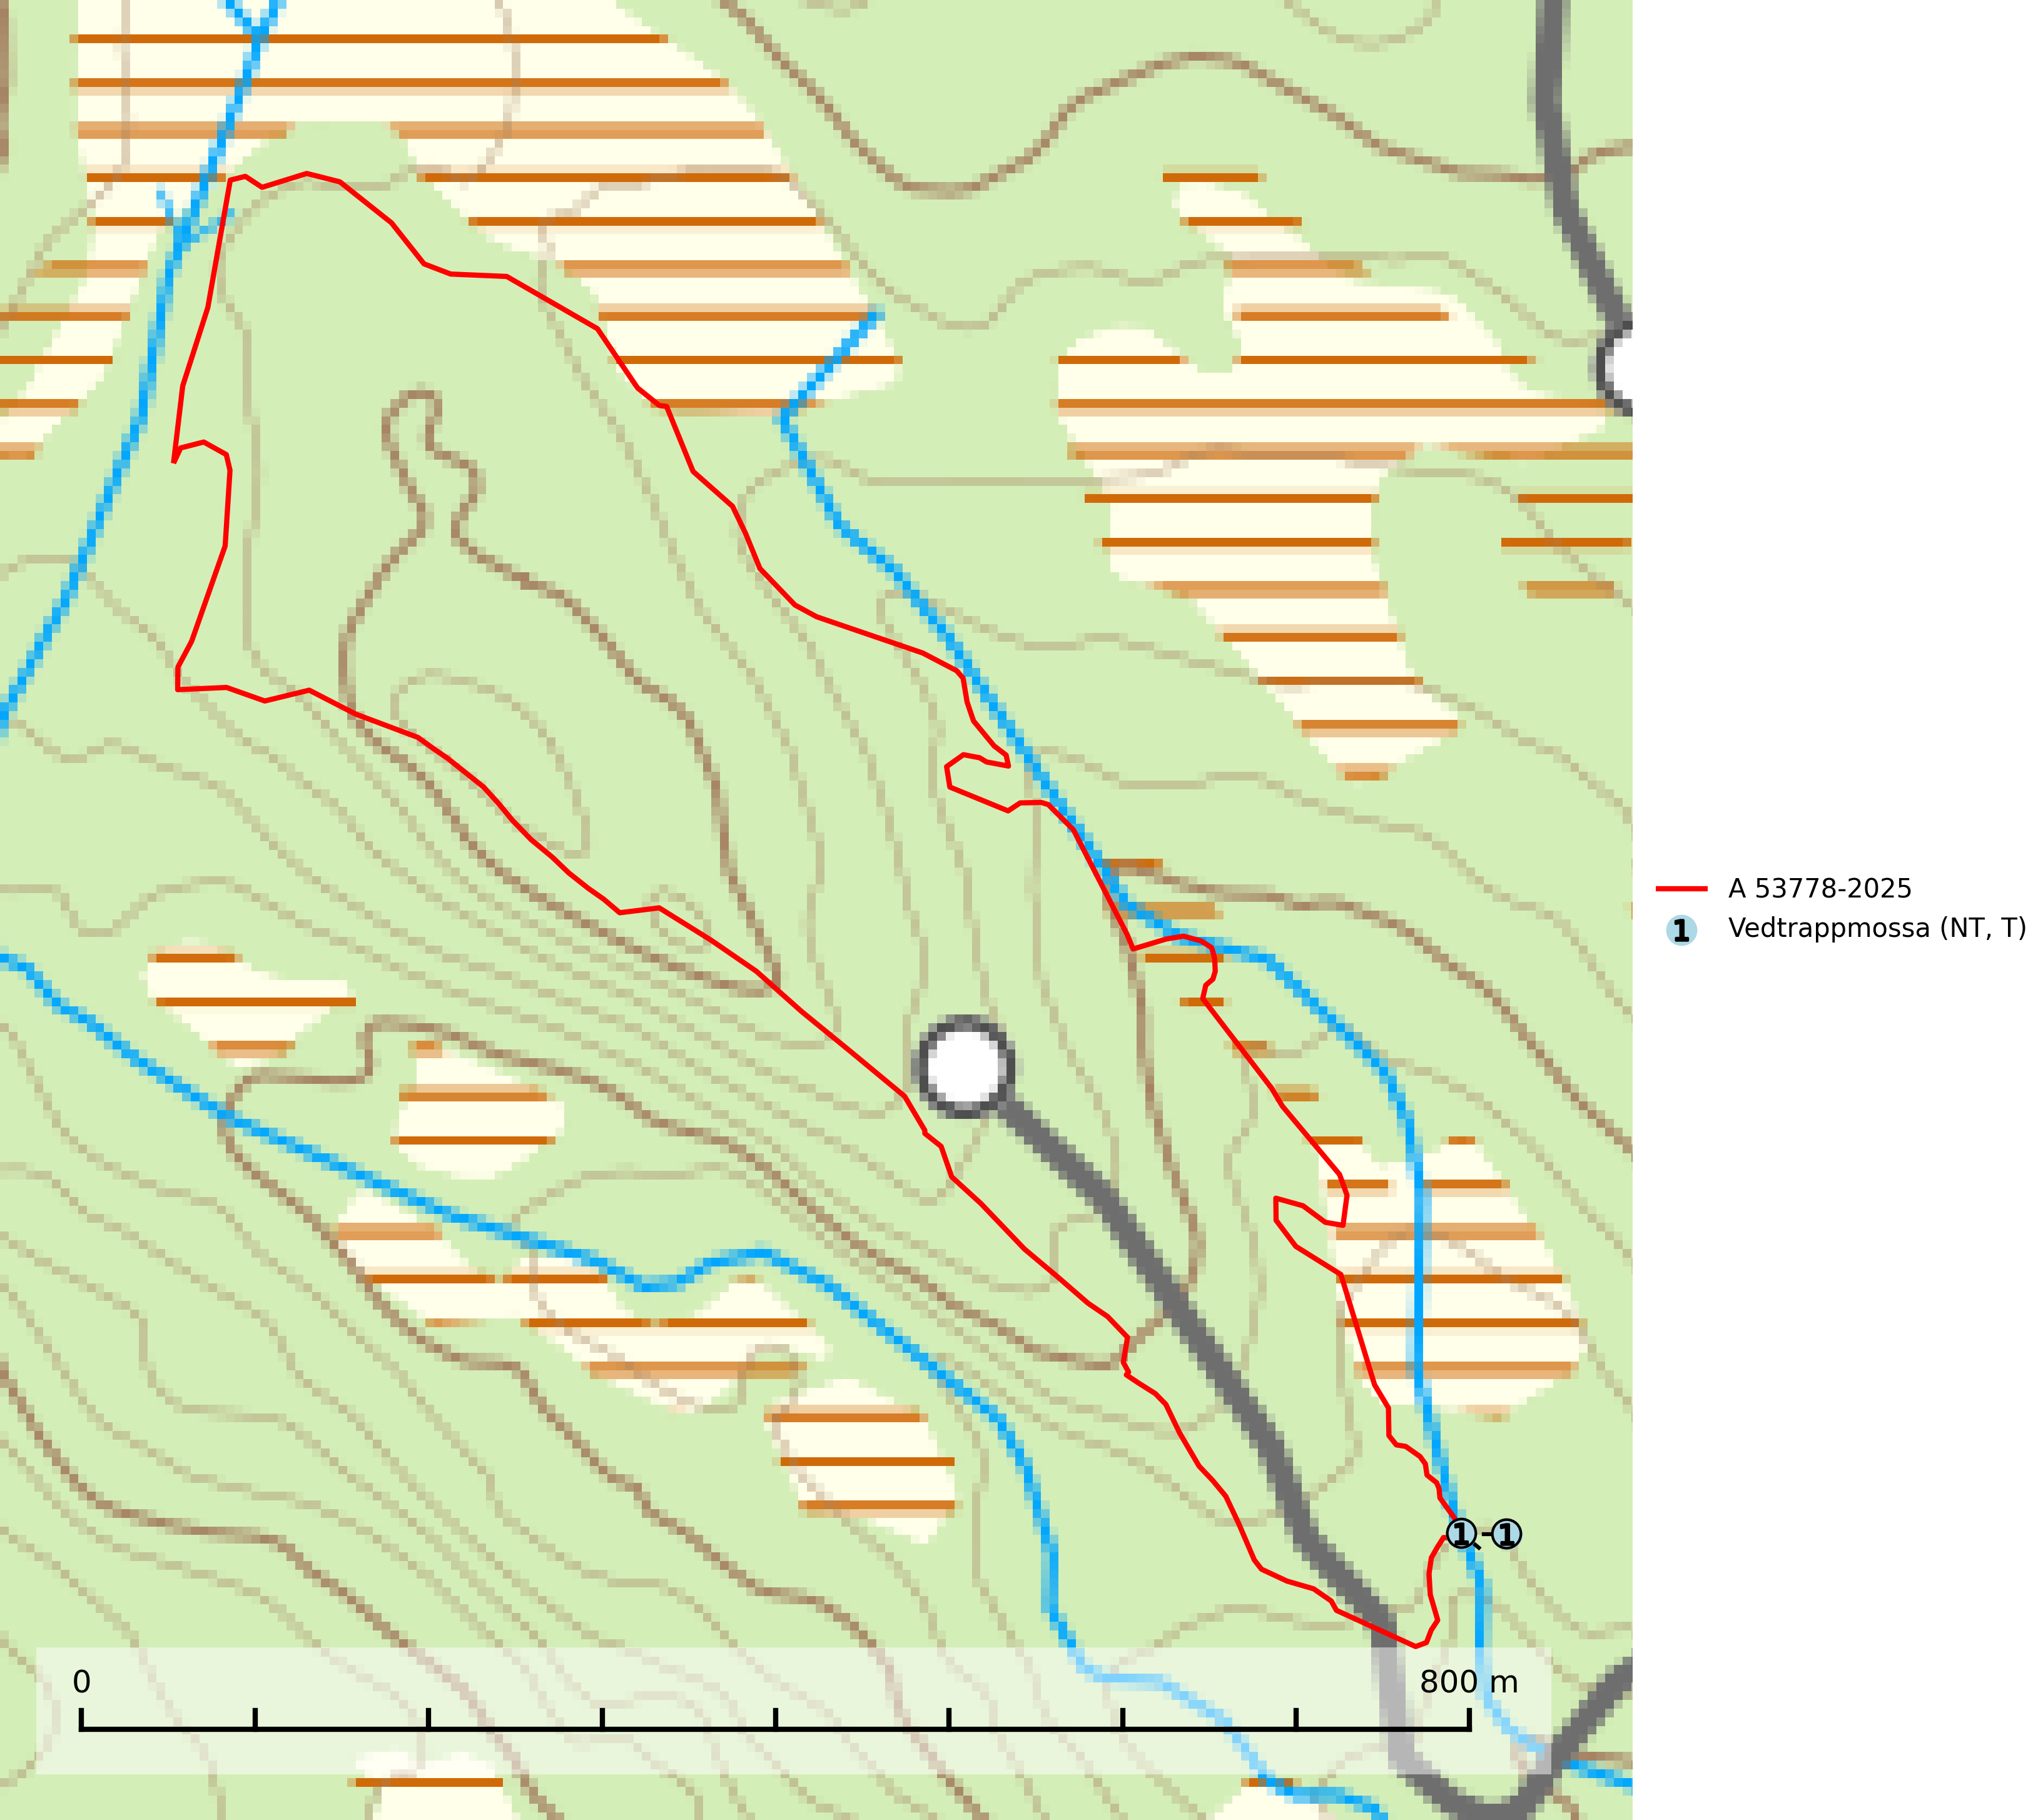 A 53778-2025
1 Vedtrappmossa (NT, T)
1 1
0 800 m